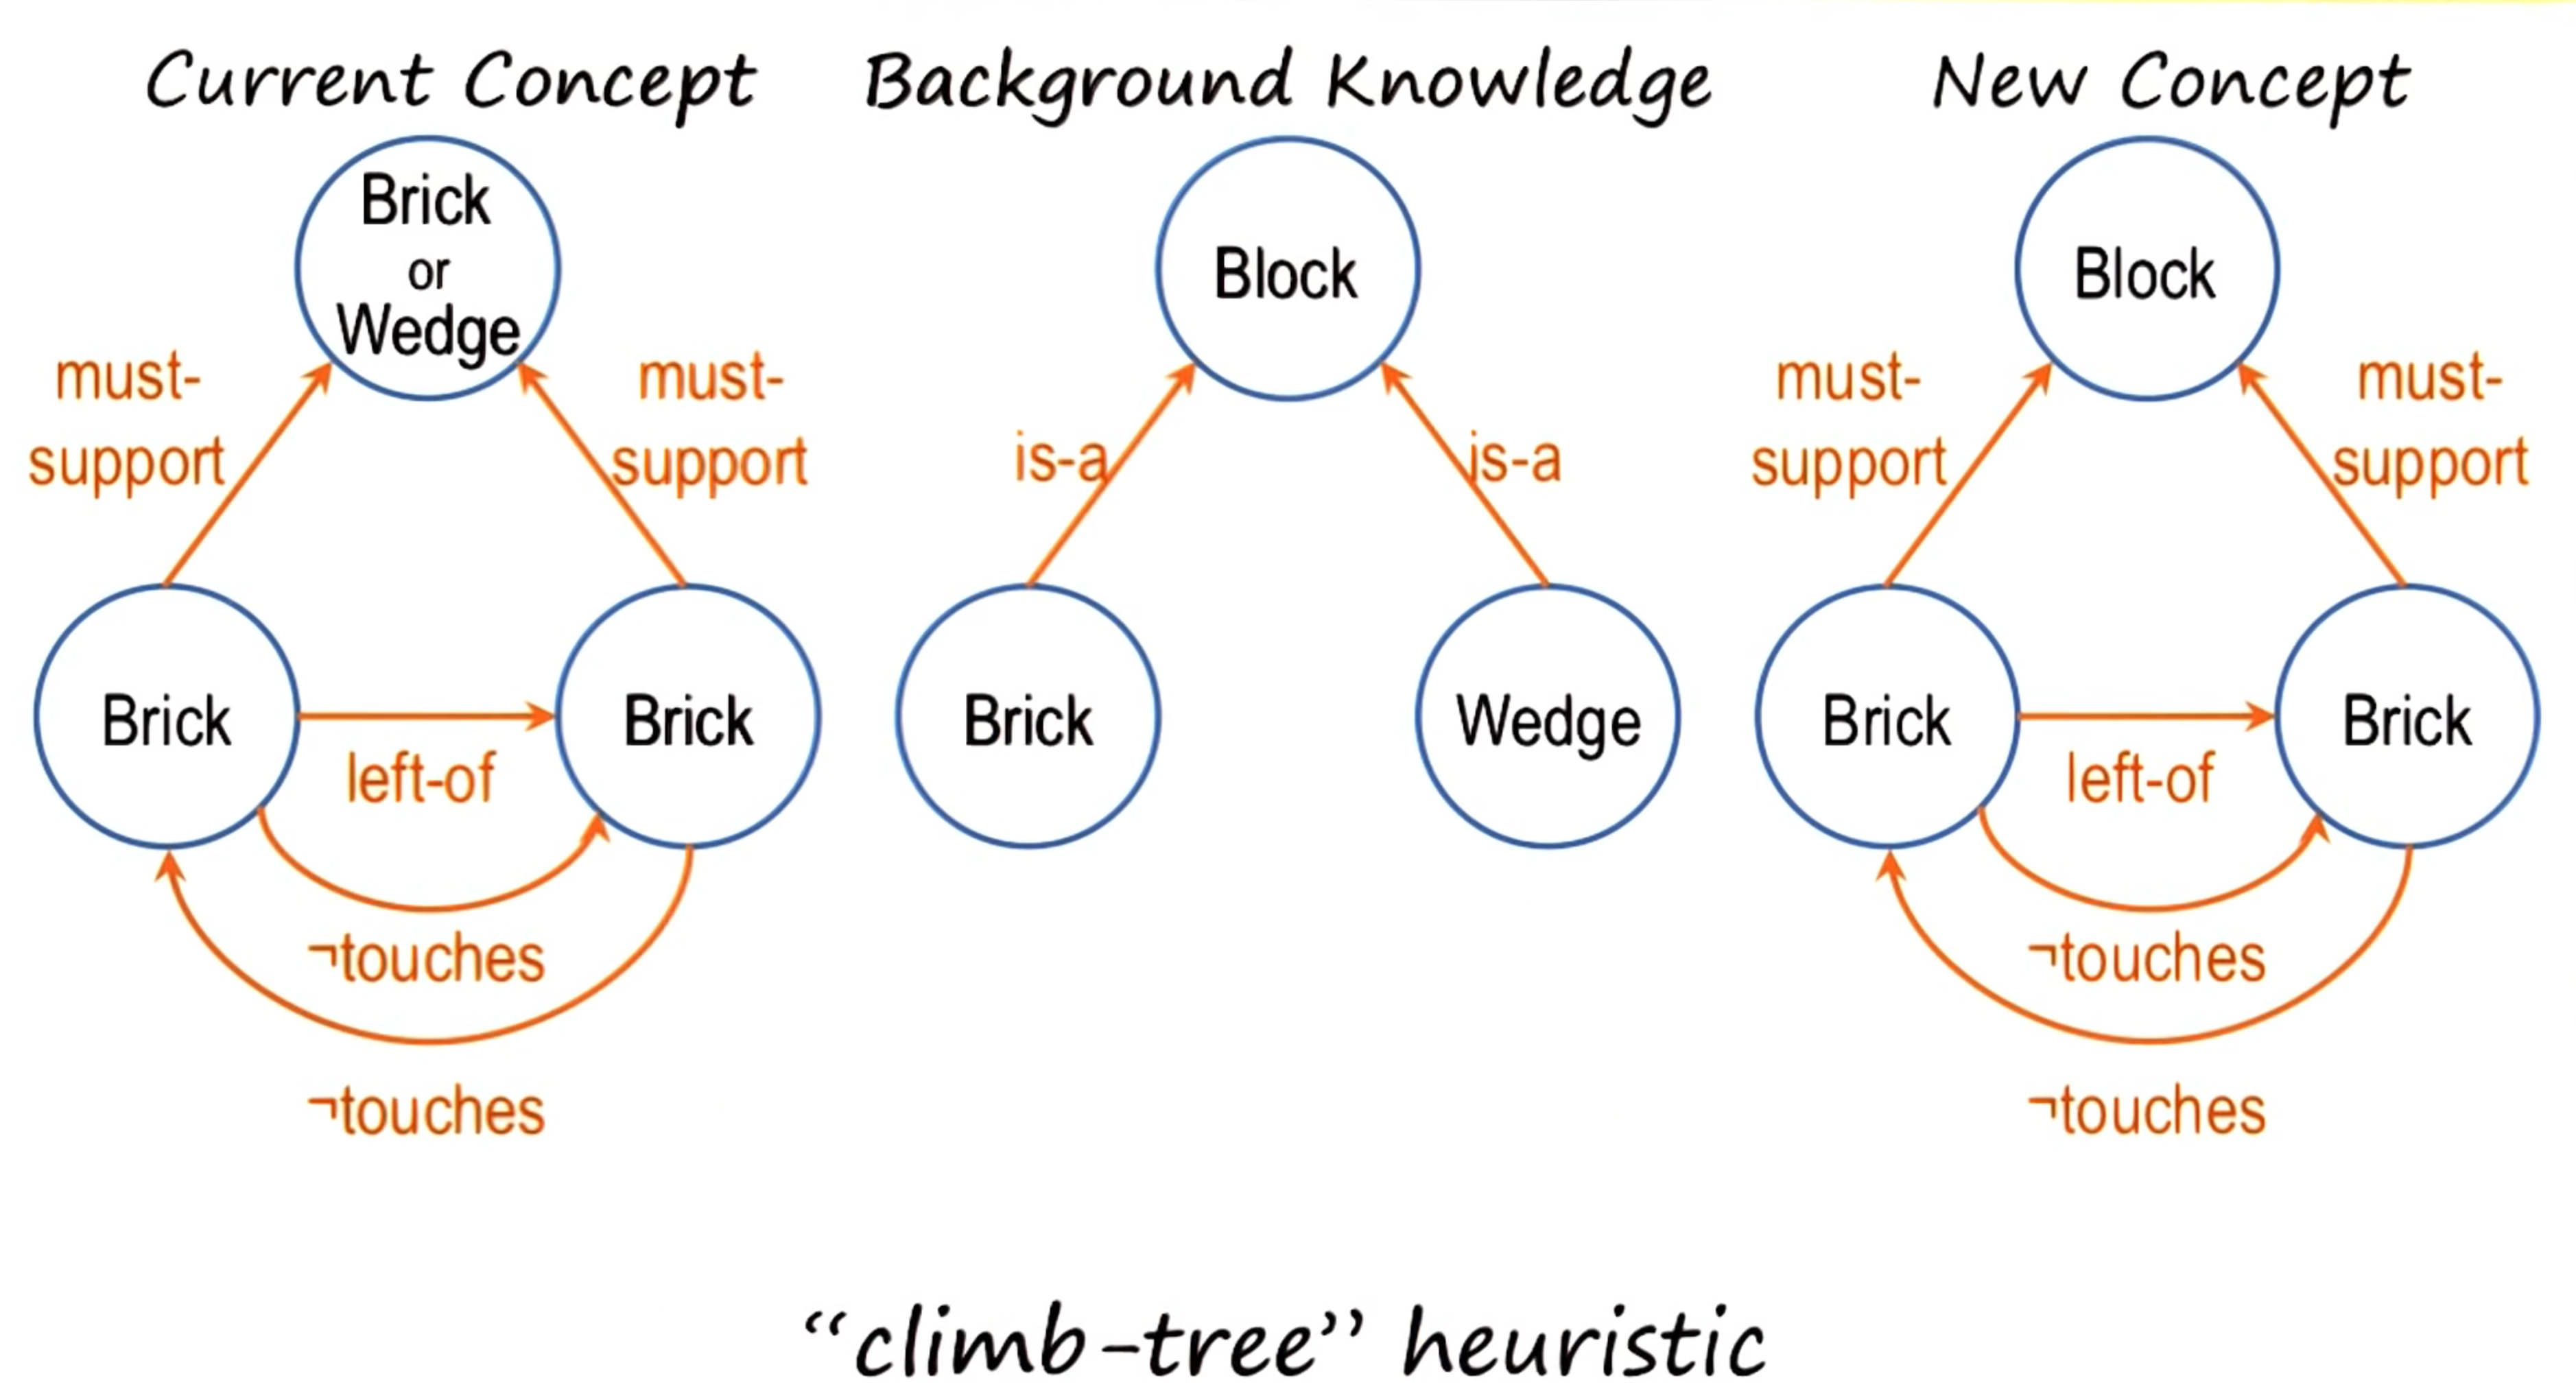 Current Concept
Brick
or
Wedge
must-
support
must-
support
Brick
Brick
left-of
¬touches
¬touches
Background Knowledge
Block
is-a
is-a
Brick
Wedge
New Concept
Block
must-
support
must-
support
Brick
Brick
left-of
¬touches
¬touches
“climb-tree” heuristic